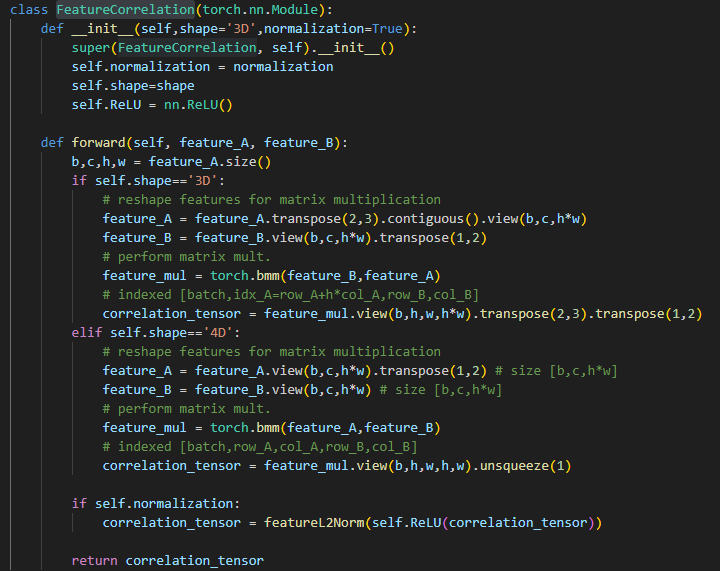 class FeatureCorrelation(torch.nn.Module):
    def __init__(self,shape='3D',normalization=True):
        super(FeatureCorrelation, self).__init__()
        self.normalization = normalization
        self.shape=shape
        self.ReLU = nn.ReLU()

    def forward(self, feature_A, feature_B):
        b,c,h,w = feature_A.size()
        if self.shape=='3D':
            # reshape features for matrix multiplication
            feature_A = feature_A.transpose(2,3).contiguous().view(b,c,h*w)
            feature_B = feature_B.view(b,c,h*w).transpose(1,2)
            # perform matrix mult.
            feature_mul = torch.bmm(feature_B,feature_A)
            # indexed [batch,idx_A=row_A+h*col_A,row_B,col_B]
            correlation_tensor = feature_mul.view(b,h,w,h*w).transpose(2,3).transpose(1,2)
        elif self.shape=='4D':
            # reshape features for matrix multiplication
            feature_A = feature_A.view(b,c,h*w).transpose(1,2) # size [b,c,h*w]
            feature_B = feature_B.view(b,c,h*w) # size [b,c,h*w]
            # perform matrix mult.
            feature_mul = torch.bmm(feature_A,feature_B)
            # indexed [batch,row_A,col_A,row_B,col_B]
            correlation_tensor = feature_mul.view(b,h,w,h,w).unsqueeze(1)

        if self.normalization:
            correlation_tensor = featureL2Norm(self.ReLU(correlation_tensor))

        return correlation_tensor